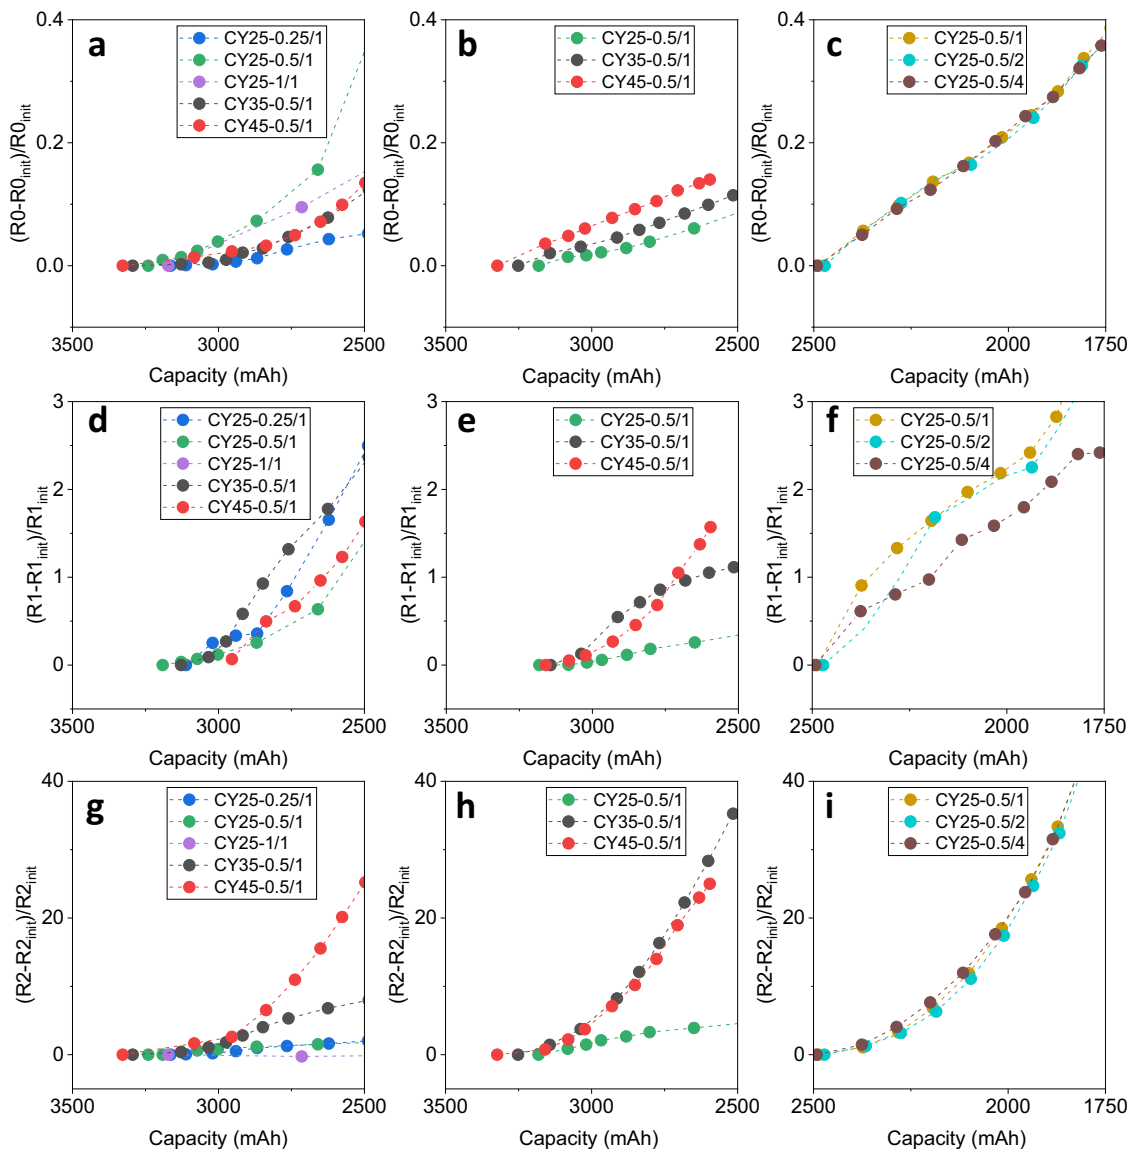 a
CY25-0.25/1
CY25-0.5/1
CY25-1/1
CY35-0.5/1
CY45-0.5/1
0.4
0.2
0.0
(R0-R0init)/R0init
3500
3000
2500
Capacity (mAh)
b
CY25-0.5/1
CY35-0.5/1
CY45-0.5/1
0.4
0.2
0.0
(R0-R0init)/R0init
3500
3000
2500
Capacity (mAh)
c
CY25-0.5/1
CY25-0.5/2
CY25-0.5/4
0.4
0.2
0.0
(R0-R0init)/R0init
2500
2000
1750
Capacity (mAh)
d
CY25-0.25/1
CY25-0.5/1
CY25-1/1
CY35-0.5/1
CY45-0.5/1
3
2
1
0
(R1-R1init)/R1init
3500
3000
2500
Capacity (mAh)
e
CY25-0.5/1
CY35-0.5/1
CY45-0.5/1
3
2
1
0
(R1-R1init)/R1init
3500
3000
2500
Capacity (mAh)
f
CY25-0.5/1
CY25-0.5/2
CY25-0.5/4
3
2
1
0
(R1-R1init)/R1init
2500
2000
1750
Capacity (mAh)
g
CY25-0.25/1
CY25-0.5/1
CY25-1/1
CY35-0.5/1
CY45-0.5/1
40
20
0
(R2-R2init)/R2init
3500
3000
2500
Capacity (mAh)
h
CY25-0.5/1
CY35-0.5/1
CY45-0.5/1
40
20
0
(R2-R2init)/R2init
3500
3000
2500
Capacity (mAh)
i
CY25-0.5/1
CY25-0.5/2
CY25-0.5/4
40
20
0
(R2-R2init)/R2init
2500
2000
1750
Capacity (mAh)